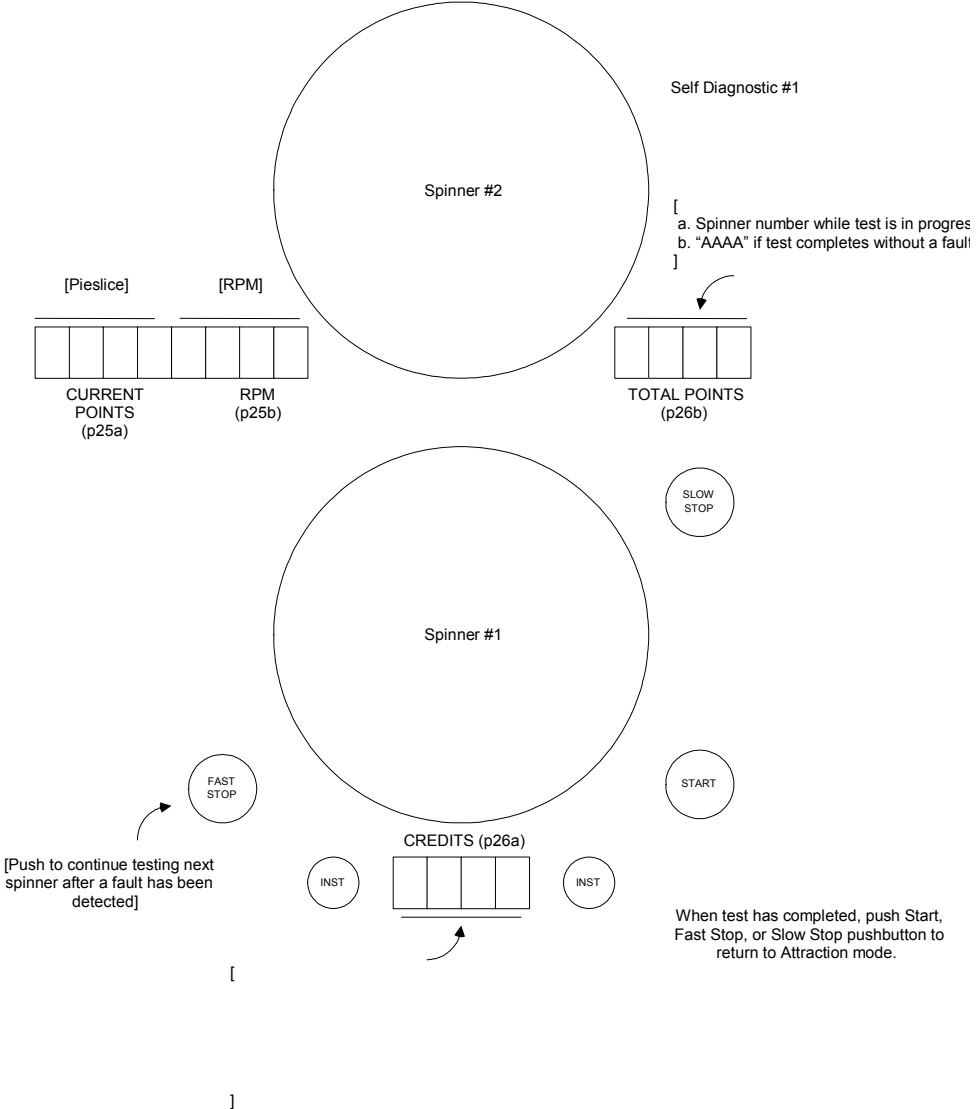 Self Diagnostic #1
Spinner #2
[
a. Spinner number while test is in progres
b. “AAAA” if test completes without a fault
]
[Pieslice]
[RPM]
CURRENT
POINTS
(p25a)
RPM
(p25b)
TOTAL POINTS
(p26b)
SLOW
STOP
Spinner #1
FAST
STOP
START
CREDITS (p26a)
[Push to continue testing next
spinner after a fault has been
detected]
INST
INST
When test has completed, push Start,
Fast Stop, or Slow Stop pushbutton to
return to Attraction mode.
[
]